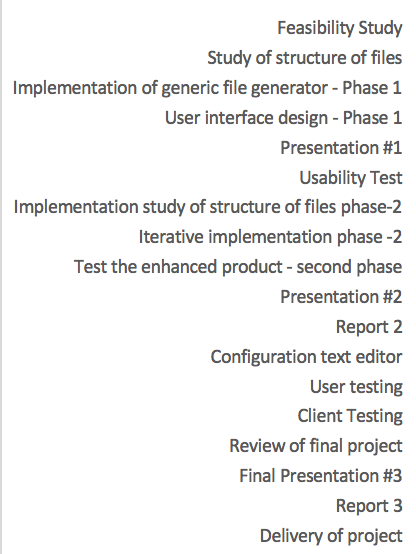 Feasibility Study
Study of structure of files
Implementation of generic file generator - Phase 1
User interface design - Phase 1
Presentation #1
Usability Test
Implementation study of structure of files phase-2
Iterative implementation phase -2
Test the enhanced product - second phase
Presentation #2
Report 2
Configuration text editor
User testing
Client Testing
Review of final project
Final Presentation #3
Report 3
Delivery of project